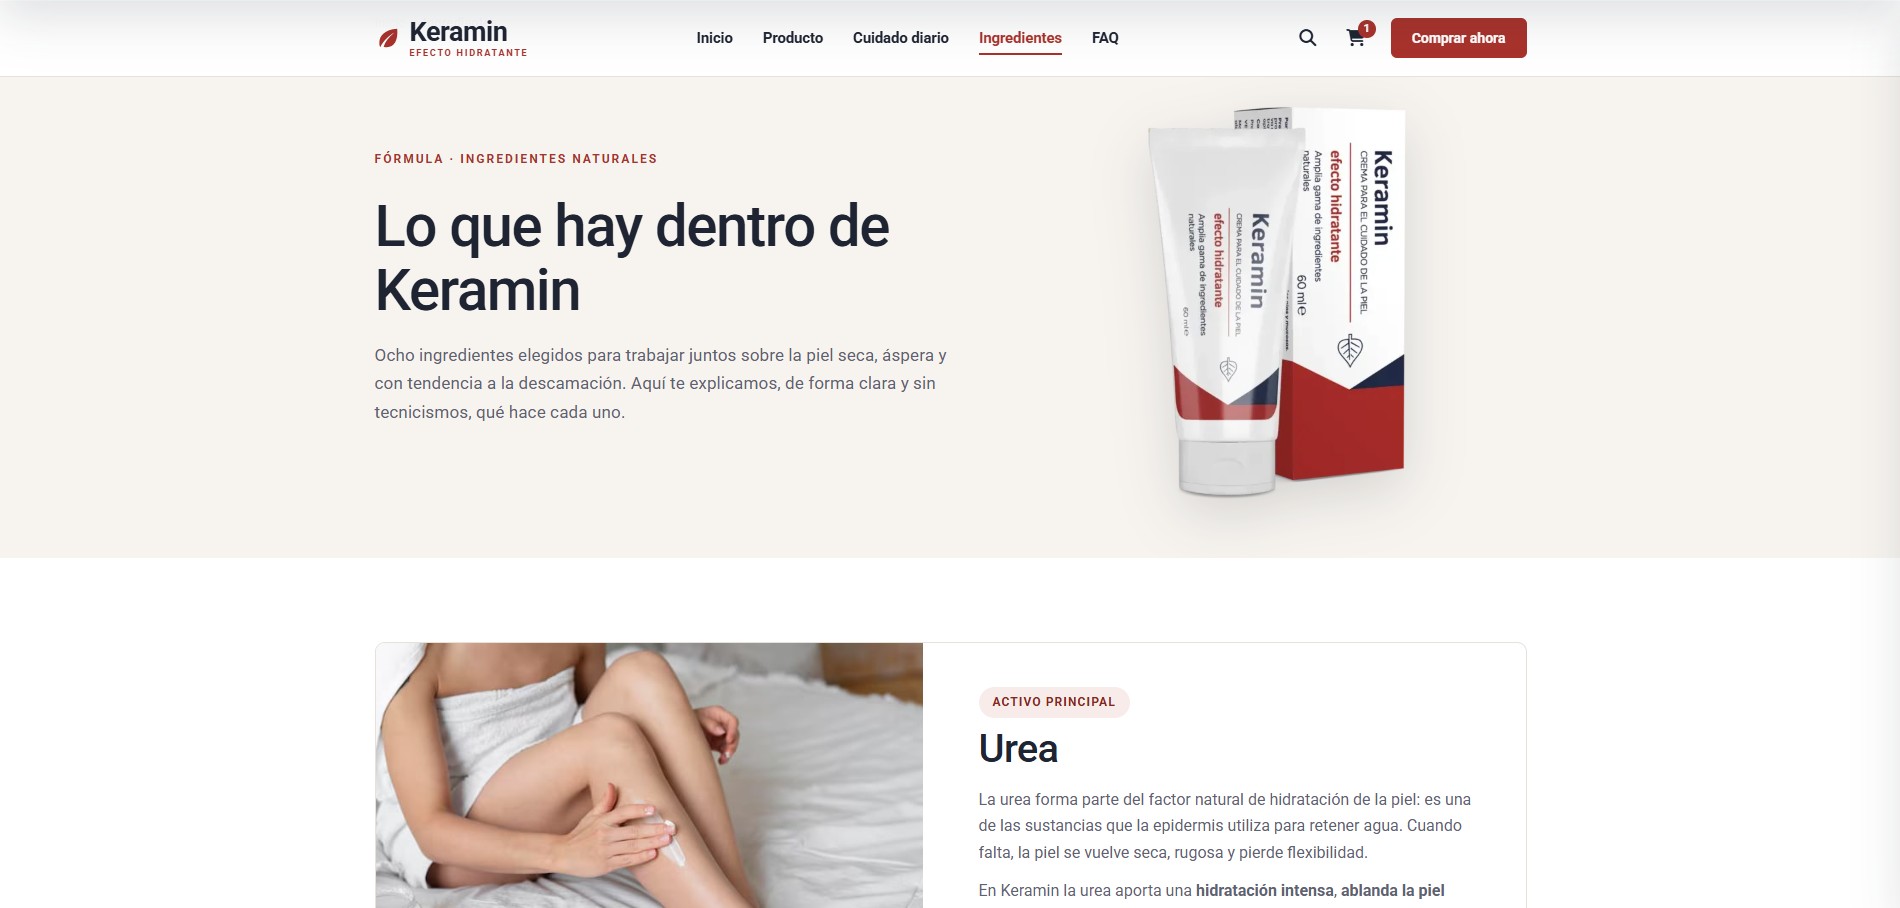 Keramin
EFECTO HIDRATANTE
Inicio
Producto
Cuidado diario
Ingredientes
FAQ
1
Comprar ahora
FÓRMULA · INGREDIENTES NATURALES
Lo que hay dentro de
Keramin
Ocho ingredientes elegidos para trabajar juntos sobre la piel seca, áspera y
con tendencia a la descamación. Aquí te explicamos, de forma clara y sin
tecnicismos, qué hace cada uno.
Keramin
CREMA PARA EL CUIDADO DE LA PIEL
efecto hidratante
Amplia gama de ingredientes
naturales
60 ml e
Keramin
CREMA PARA EL CUIDADO DE LA PIEL
efecto hidratante
Amplia gama de ingredientes
naturales
60 ml e
ACTIVO PRINCIPAL
Urea
La urea forma parte del factor natural de hidratación de la piel: es una
de las sustancias que la epidermis utiliza para retener agua. Cuando
falta, la piel se vuelve seca, rugosa y pierde flexibilidad.
En Keramin la urea aporta una hidratación intensa, ablanda la piel